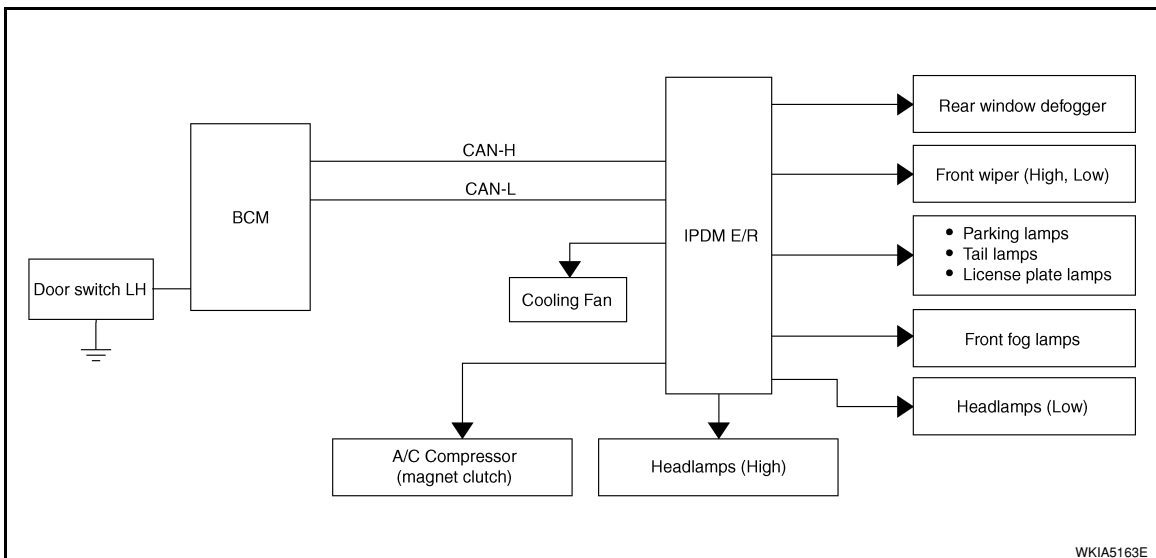 Rear window defogger
CAN-H
Front wiper (High, Low)
CAN-L
BCM
IPDM E/R
• Parking lamps
• Tail lamps
• License plate lamps
Door switch LH
Cooling Fan
Front fog lamps
Headlamps (Low)
A/C Compressor
(magnet clutch)
Headlamps (High)
WKIA5163E